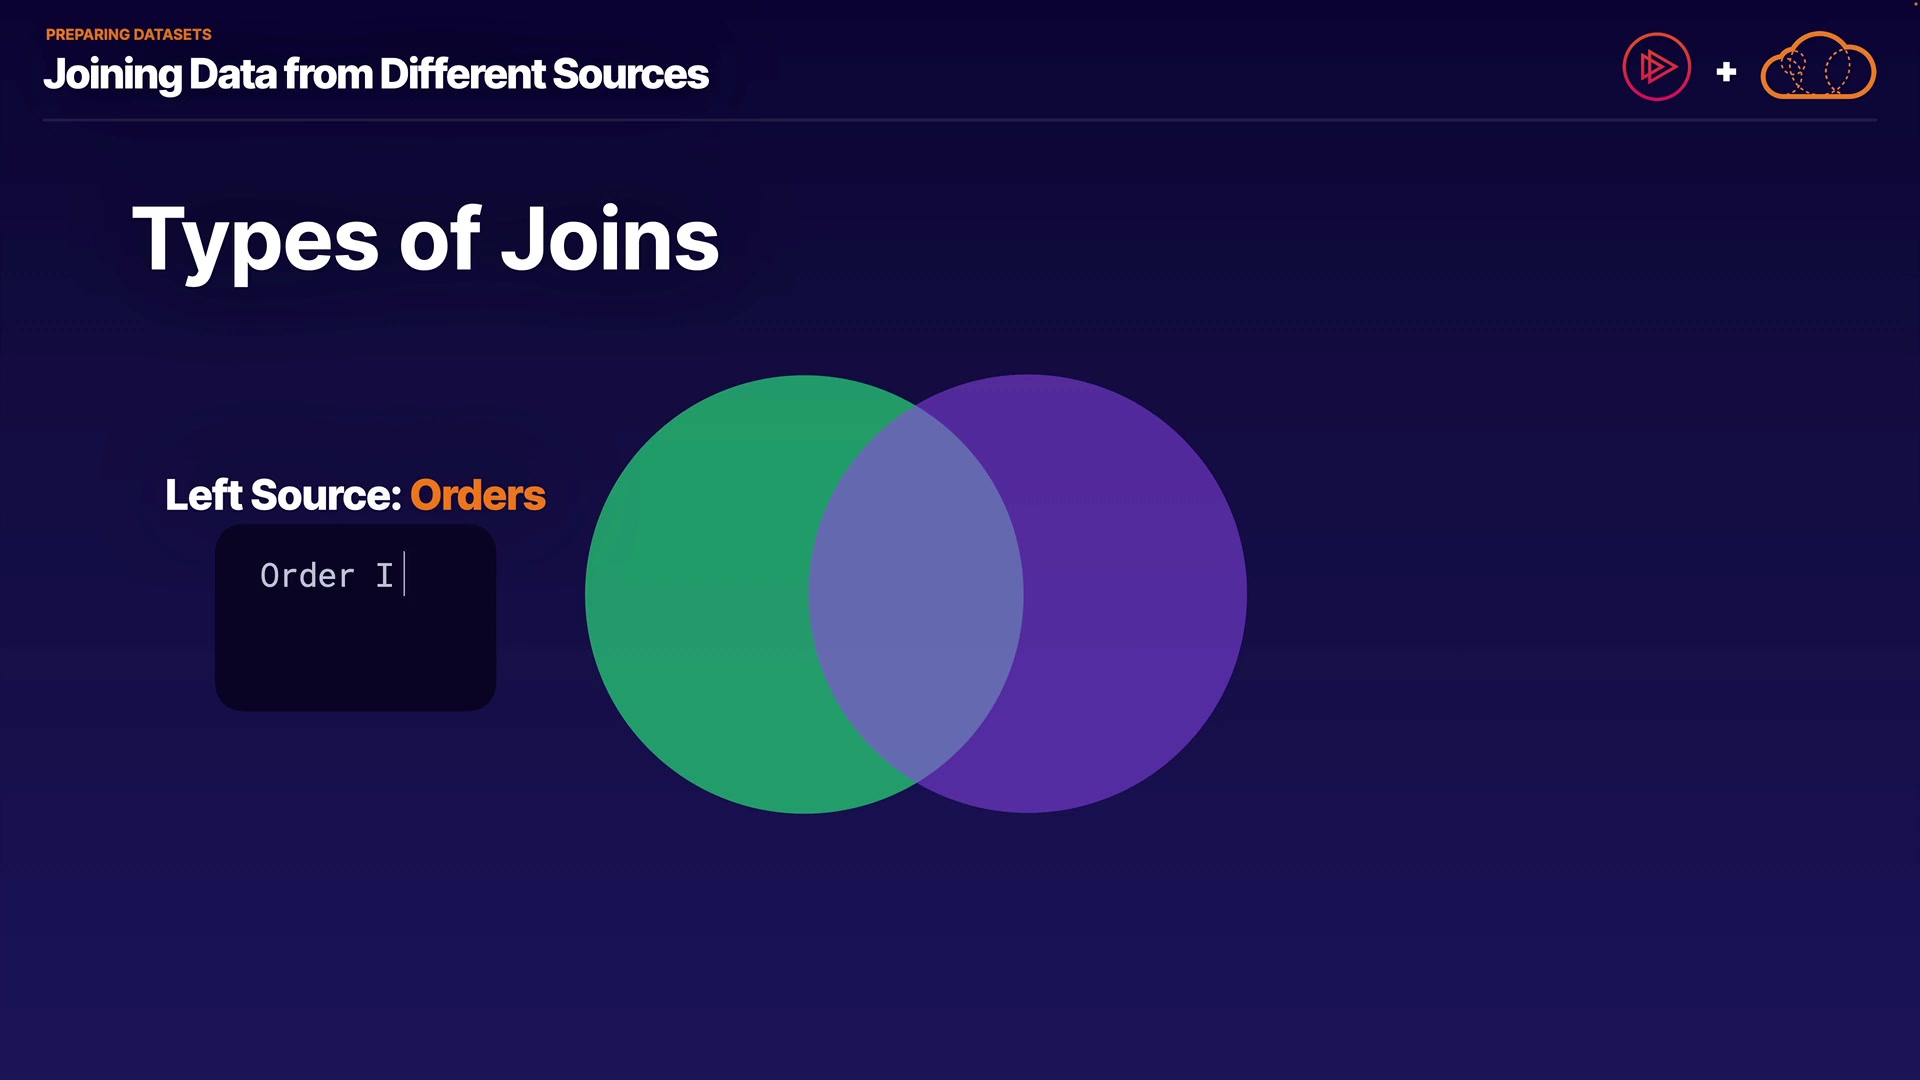 PREPARING DATASETS
Joining Data from Different Sources
+
Types of Joins
Left Source: Orders
Order I